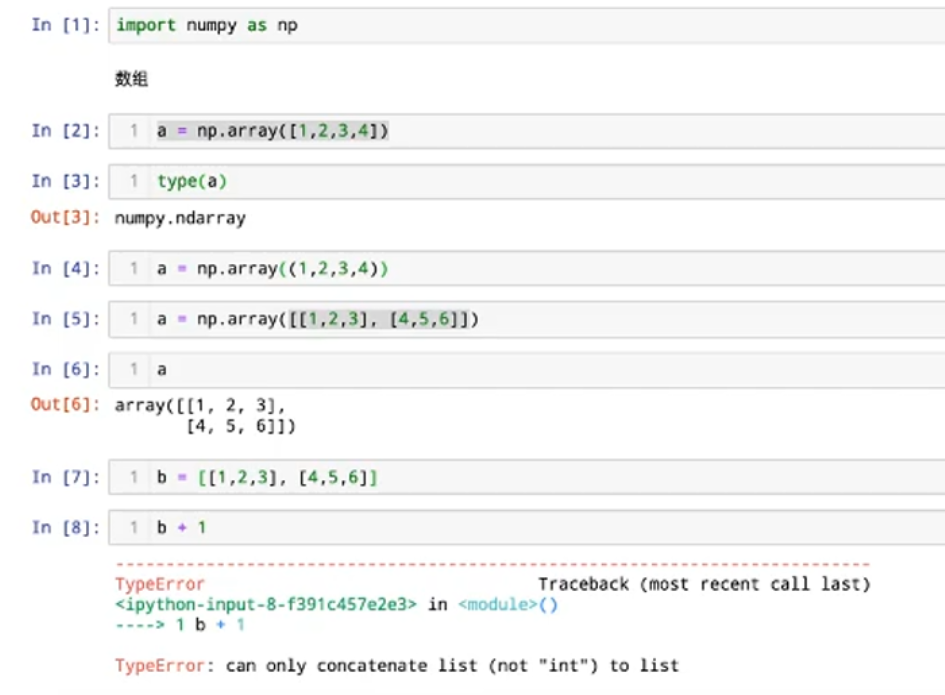 In [1]: import numpy as np
数组
In [2]: 1 a = np.array([1,2,3,4])
In [3]: 1 type(a)
Out[3]: numpy.ndarray
In [4]: 1 a = np.array((1,2,3,4))
In [5]: 1 a = np.array([[1,2,3], [4,5,6]])
In [6]: 1 a
Out[6]: array([[1, 2, 3],
[4, 5, 6]])
In [7]: 1 b = [[1,2,3], [4,5,6]]
In [8]: 1 b + 1
---------------------------------------------------------------------------
TypeError Traceback (most recent call last)
<ipython-input-8-f391c457e2e3> in <module>()
----> 1 b + 1
TypeError: can only concatenate list (not "int") to list